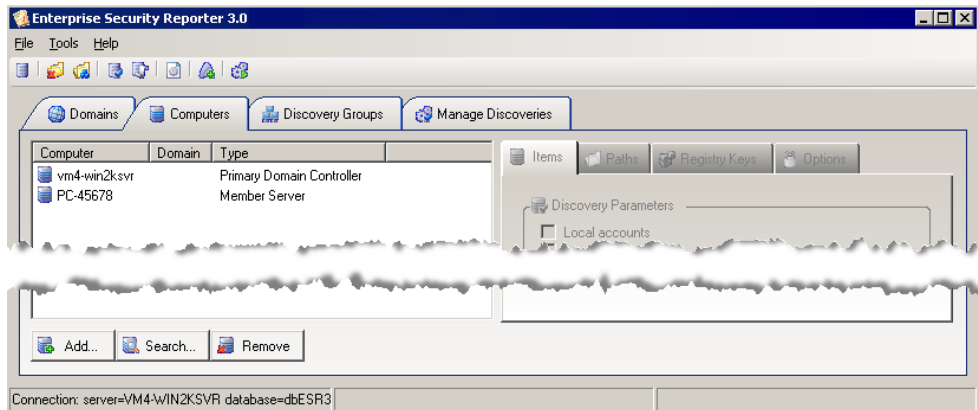 Enterprise Security Reporter 3.0
File Tools Help
Domains Computers Discovery Groups Manage Discoveries
Computer Domain Type
vm4-win2ksvr Primary Domain Controller
PC-45678 Member Server
Items Paths Registry Keys Options
Discovery Parameters
Local accounts
Add... Search... Remove
Connection: server=VM4-WIN2KSVR database=dbESR3